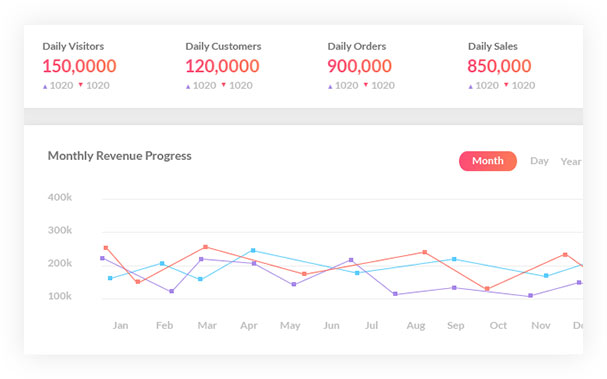 Daily Visitors
150,0000
▲ 1020 ▼ 1020
Daily Customers
120,0000
▲ 1020 ▼ 1020
Daily Orders
900,000
▲ 1020 ▼ 1020
Daily Sales
850,000
▲ 1020 ▼ 1020
Monthly Revenue Progress
Month Day Year
400k
300k
200k
100k
Jan Feb Mar Apr May Jun Jul Aug Sep Oct Nov